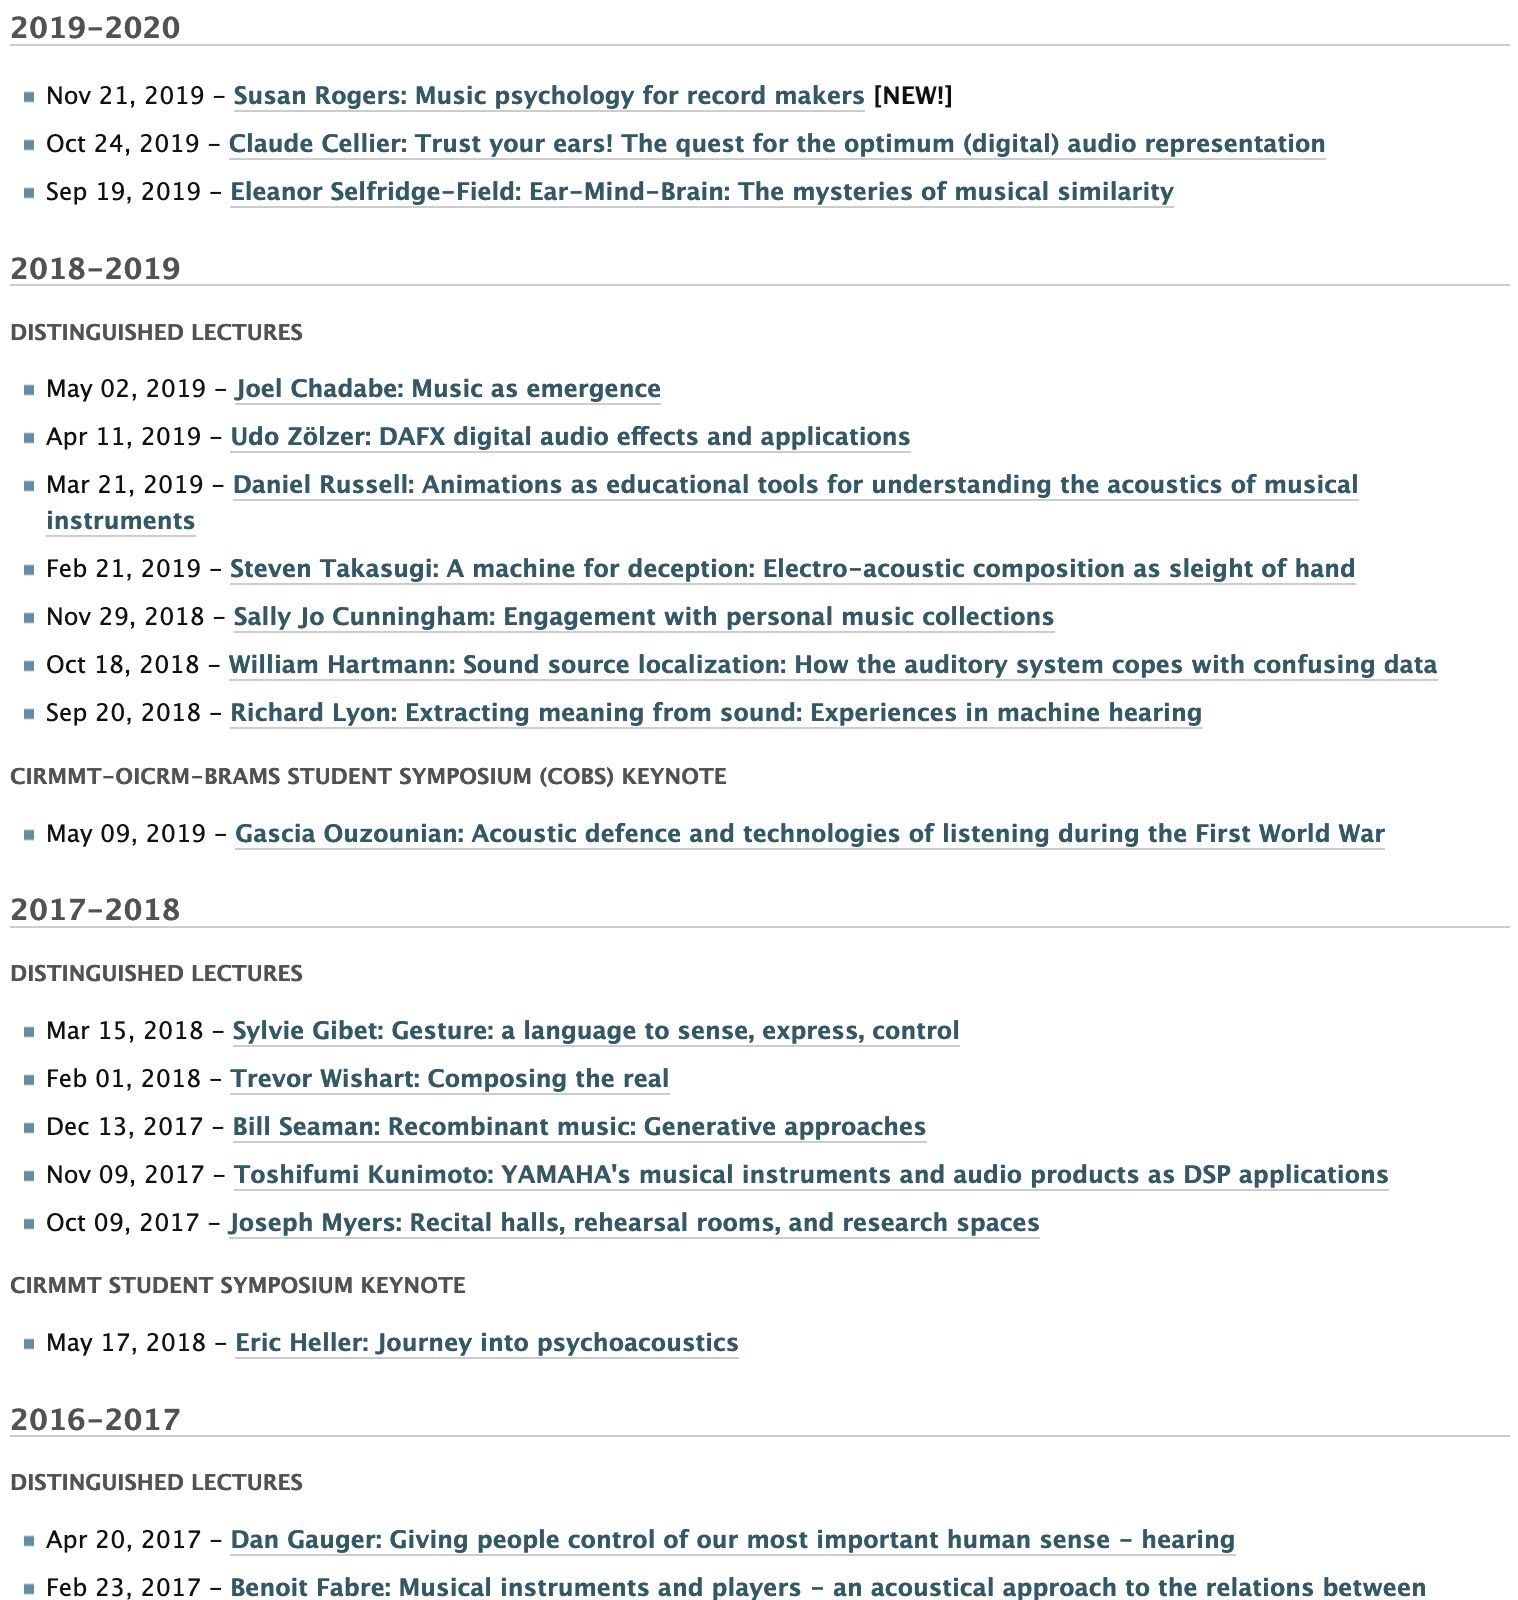 2019-2020
Nov 21, 2019 – Susan Rogers: Music psychology for record makers [NEW!]
Oct 24, 2019 – Claude Cellier: Trust your ears! The quest for the optimum (digital) audio representation
Sep 19, 2019 – Eleanor Selfridge-Field: Ear-Mind-Brain: The mysteries of musical similarity
2018-2019
DISTINGUISHED LECTURES
May 02, 2019 – Joel Chadabe: Music as emergence
Apr 11, 2019 – Udo Zölzer: DAFX digital audio effects and applications
Mar 21, 2019 – Daniel Russell: Animations as educational tools for understanding the acoustics of musical
instruments
Feb 21, 2019 – Steven Takasugi: A machine for deception: Electro-acoustic composition as sleight of hand
Nov 29, 2018 – Sally Jo Cunningham: Engagement with personal music collections
Oct 18, 2018 – William Hartmann: Sound source localization: How the auditory system copes with confusing data
Sep 20, 2018 – Richard Lyon: Extracting meaning from sound: Experiences in machine hearing
CIRMMT-OICRM-BRAMS STUDENT SYMPOSIUM (COBS) KEYNOTE
May 09, 2019 – Gascia Ouzounian: Acoustic defence and technologies of listening during the First World War
2017-2018
DISTINGUISHED LECTURES
Mar 15, 2018 – Sylvie Gibet: Gesture: a language to sense, express, control
Feb 01, 2018 – Trevor Wishart: Composing the real
Dec 13, 2017 – Bill Seaman: Recombinant music: Generative approaches
Nov 09, 2017 – Toshifumi Kunimoto: YAMAHA's musical instruments and audio products as DSP applications
Oct 09, 2017 – Joseph Myers: Recital halls, rehearsal rooms, and research spaces
CIRMMT STUDENT SYMPOSIUM KEYNOTE
May 17, 2018 – Eric Heller: Journey into psychoacoustics
2016-2017
DISTINGUISHED LECTURES
Apr 20, 2017 – Dan Gauger: Giving people control of our most important human sense – hearing
Feb 23, 2017 – Benoit Fabre: Musical instruments and players – an acoustical approach to the relations between